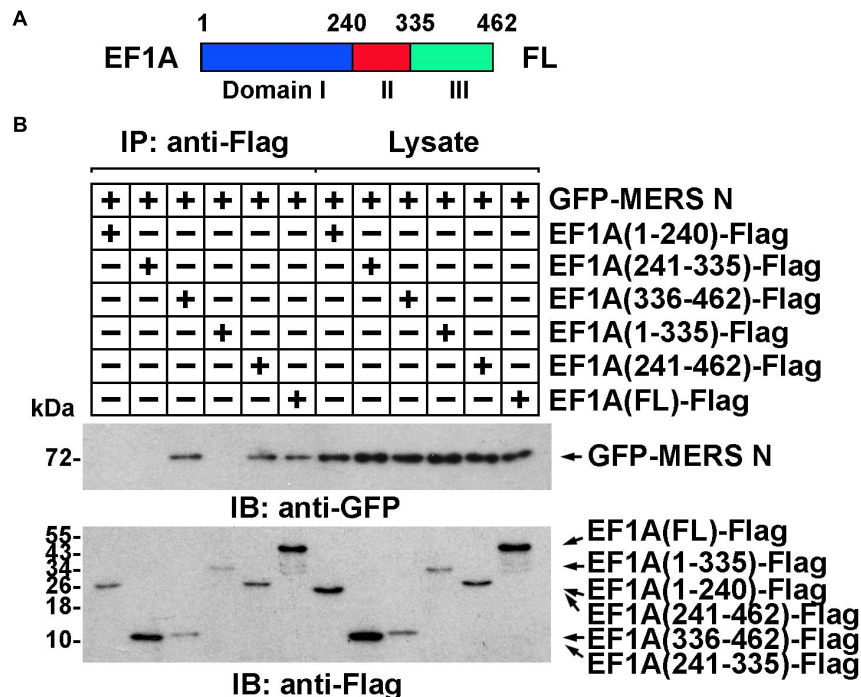 A
1 240 335 462
EF1A FL
Domain I II III
B
IP: anti-Flag Lysate
+ + + + + + + + + + + + GFP-MERS N
+ − − − − − + − − − − − EF1A(1-240)-Flag
− + − − − − − + − − − − EF1A(241-335)-Flag
− − + − − − − − + − − − EF1A(336-462)-Flag
− − − + − − − − − + − − EF1A(1-335)-Flag
− − − − + − − − − − + − EF1A(241-462)-Flag
− − − − − + − − − − − + EF1A(FL)-Flag
kDa
72- GFP-MERS N
IB: anti-GFP
55- EF1A(FL)-Flag
43-
34- EF1A(1-335)-Flag
26- EF1A(1-240)-Flag
18- EF1A(241-462)-Flag
10- EF1A(336-462)-Flag
EF1A(241-335)-Flag
IB: anti-Flag